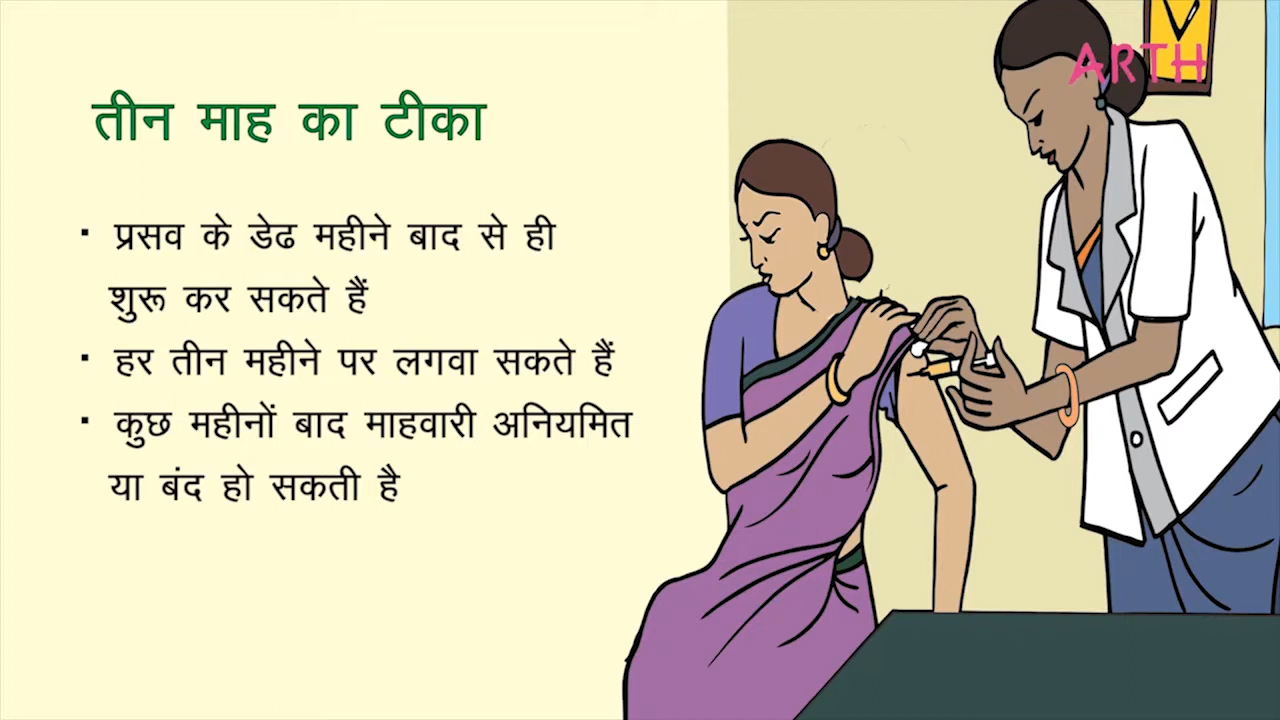 ARTH
तीन माह का टीका
· प्रसव के डेढ महीने बाद से ही
शुरू कर सकते हैं
· हर तीन महीने पर लगवा सकते हैं
· कुछ महीनों बाद माहवारी अनियमित
या बंद हो सकती है